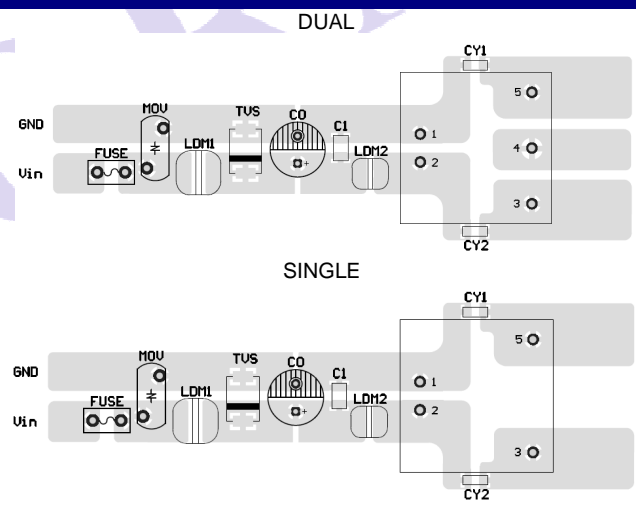 DUAL
CY1
5
MOV TVS CO
GND C1
1
LDM1 LDM2 4
FUSE
Vin 2
+
3
CY2
SINGLE
CY1
5
MOV TVS CO
GND C1
1
FUSE LDM1 LDM2
Vin 2
+
3
CY2